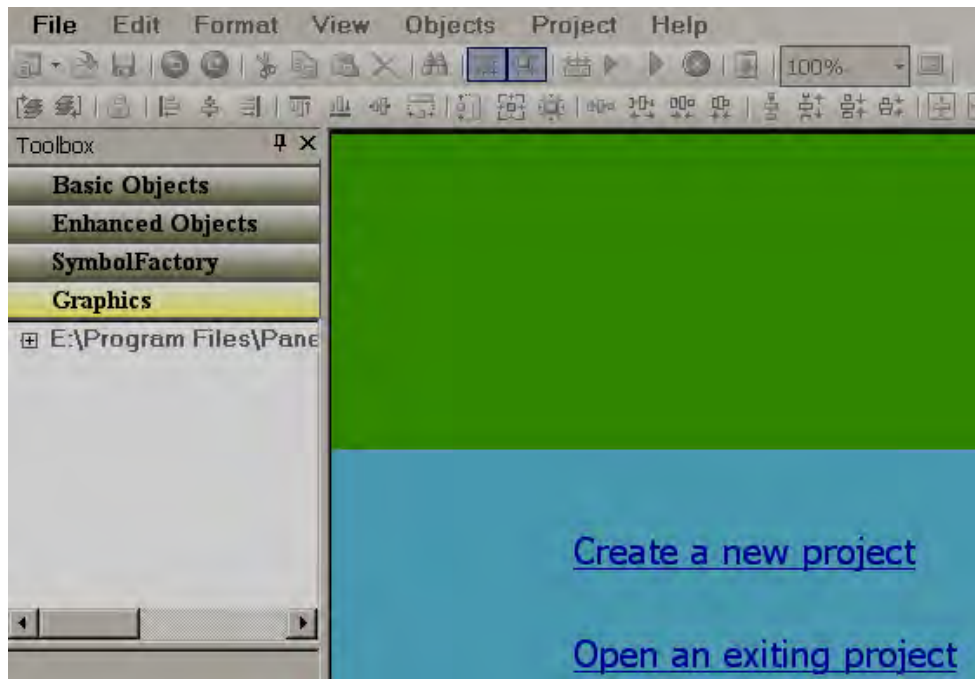 File Edit Format View Objects Project Help
100%
Toolbox
Basic Objects
Enhanced Objects
SymbolFactory
Graphics
E:\Program Files\Pane
Create a new project
Open an exiting project